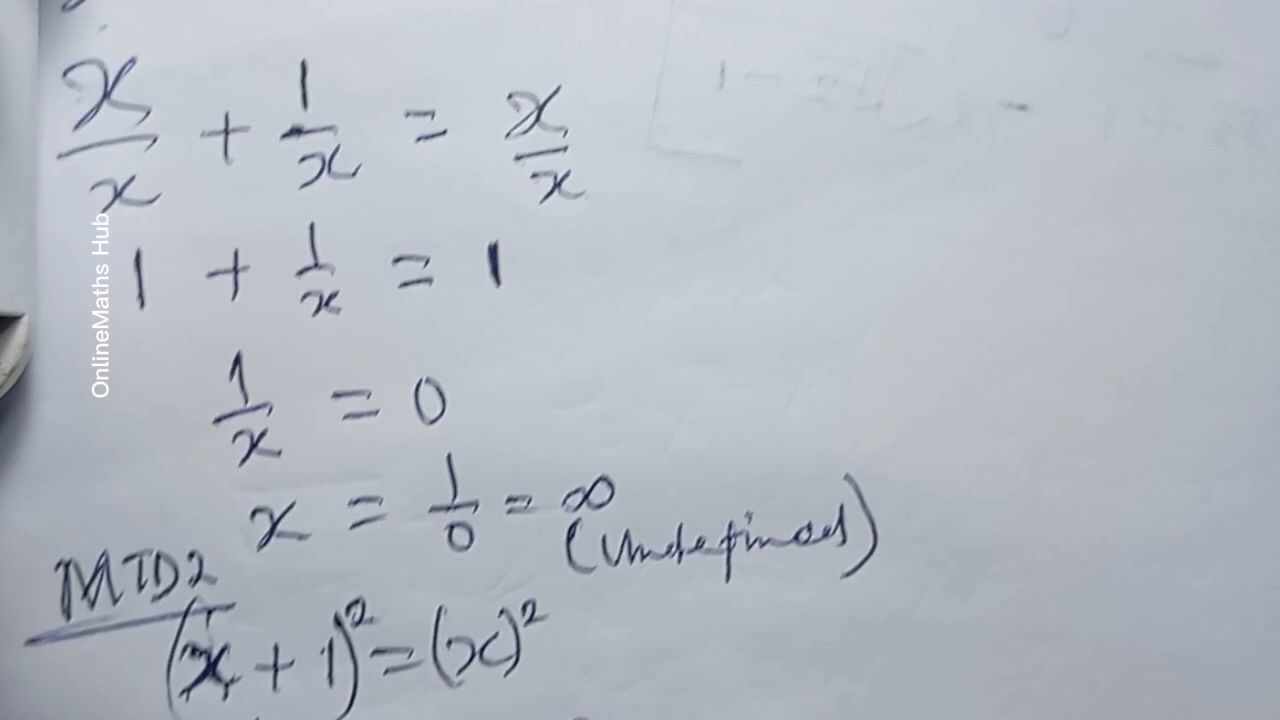 x/x + 1/x = x/x
1 + 1/x = 1
1/x = 0
x = 1/0 = ∞
(Undefined)
MTD2
(x + 1)² = (x)²
OnlineMaths Hub